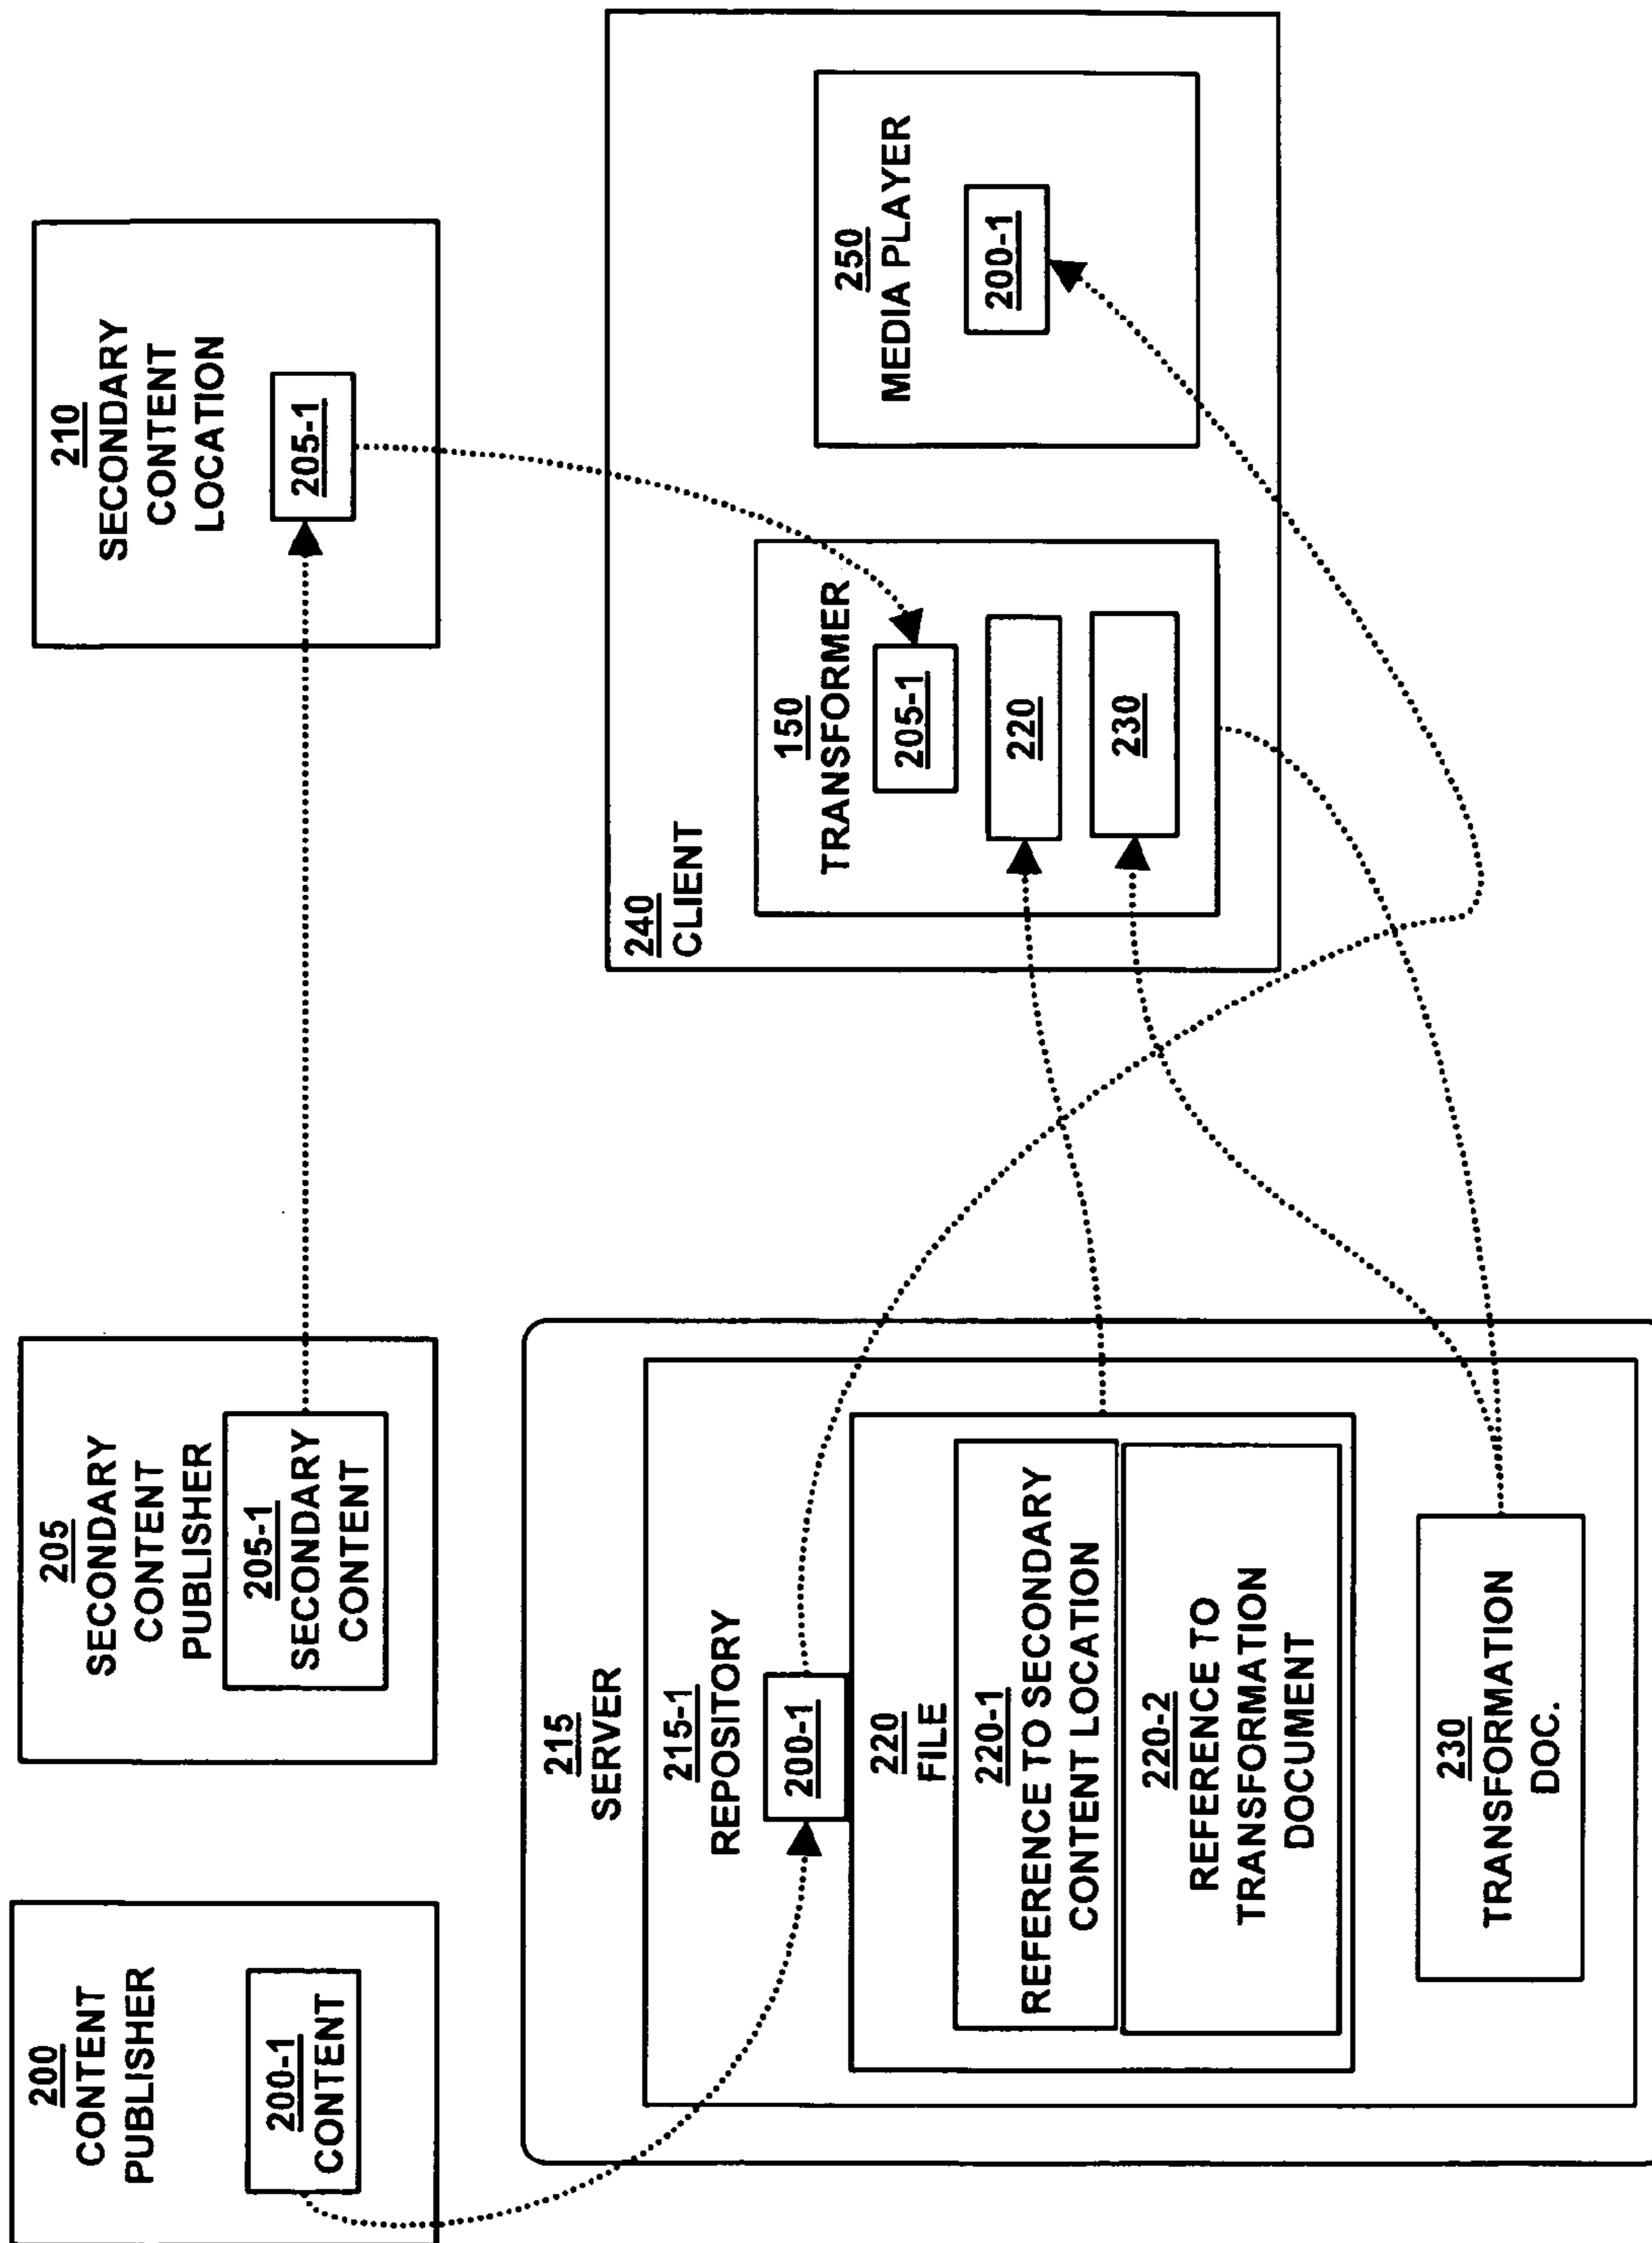 200
CONTENT
PUBLISHER
200-1
CONTENT
205
SECONDARY
CONTENT
PUBLISHER
205-1
SECONDARY
CONTENT
210
SECONDARY
CONTENT
LOCATION
205-1
215
SERVER
215-1
REPOSITORY
200-1
220
FILE
220-1
REFERENCE TO SECONDARY
CONTENT LOCATION
220-2
REFERENCE TO
TRANSFORMATION
DOCUMENT
230
TRANSFORMATION
DOC.
240
CLIENT
150
TRANSFORMER
205-1
220
230
250
MEDIA PLAYER
200-1